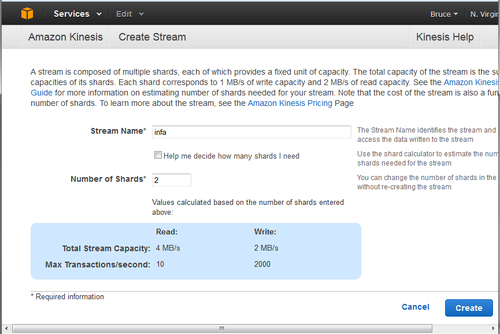 Services Edit Bruce N. Virgin
Amazon Kinesis Create Stream Kinesis Help
A stream is composed of multiple shards, each of which provides a fixed unit of capacity. The total capacity of the stream is the su
capacities of its shards. Each shard corresponds to 1 MB/s of write capacity and 2 MB/s of read capacity. See the Amazon Kinesis
Guide for more information on estimating number of shards needed for your stream. Note that the cost of the stream is also a fun
number of shards. To learn more about the stream, see the Amazon Kinesis Pricing Page
Stream Name* infa The Stream Name identifies the stream and
access the data written to the stream
Help me decide how many shards I need Use the shard calculator to estimate the num
shards needed for the stream
Number of Shards* 2 You can change the number of shards in the
without re-creating the stream
Values calculated based on the number of shards entered
above:
Read: Write:
Total Stream Capacity: 4 MB/s 2 MB/s
Max Transactions/second: 10 2000
* Required information
Cancel Create